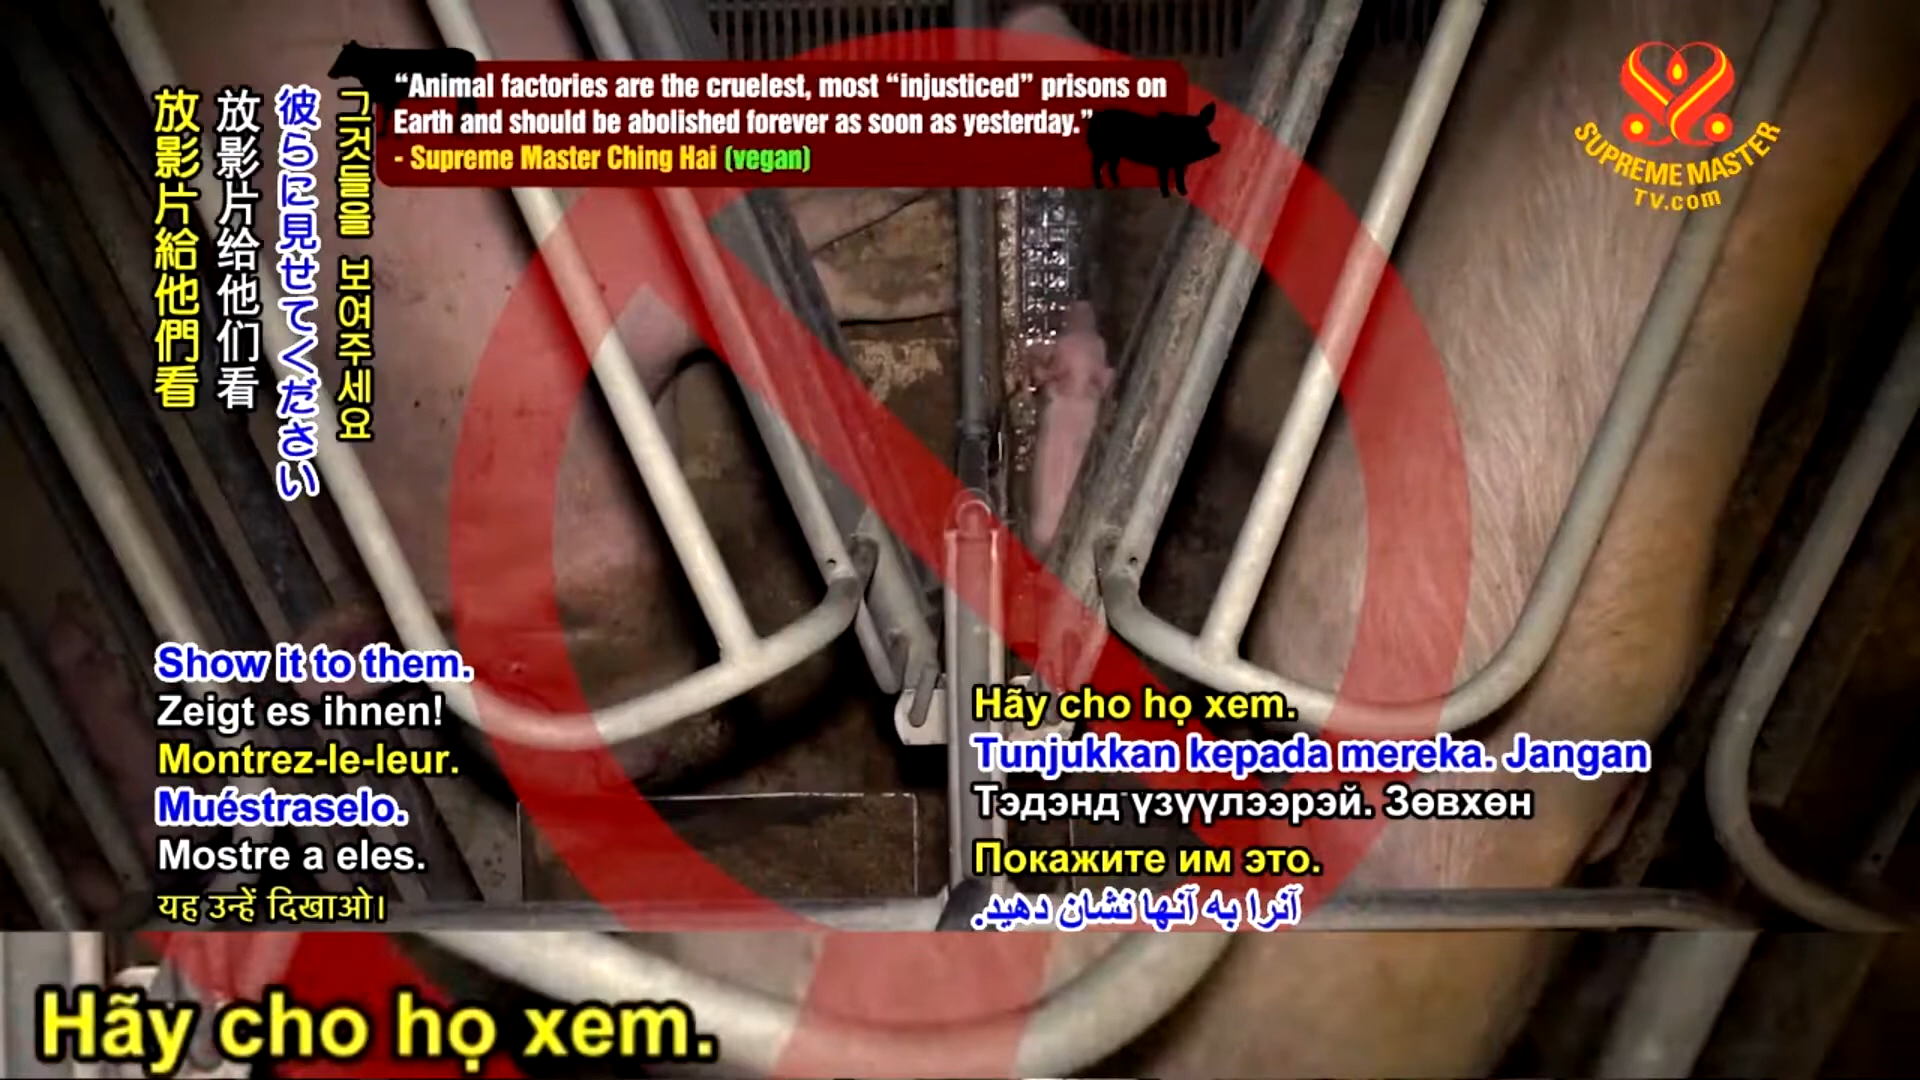 “Animal factories are the cruelest, most “injusticed” prisons on
Earth and should be abolished forever as soon as yesterday.”
- Supreme Master Ching Hai (vegan)
SUPREME MASTER
TV.com
放影片給他們看
放影片给他们看
彼らに見せてください
그것들을 보여주세요
Show it to them.
Zeigt es ihnen!
Montrez-le-leur.
Muéstraselo.
Mostre a eles.
यह उन्हें दिखाओ।
Hãy cho họ xem.
Tunjukkan kepada mereka. Jangan
Тэдэнд үзүүлээрэй. Зөвхөн
Покажите им это.
آنرا به آنها نشان دهید.
Hãy cho họ xem.